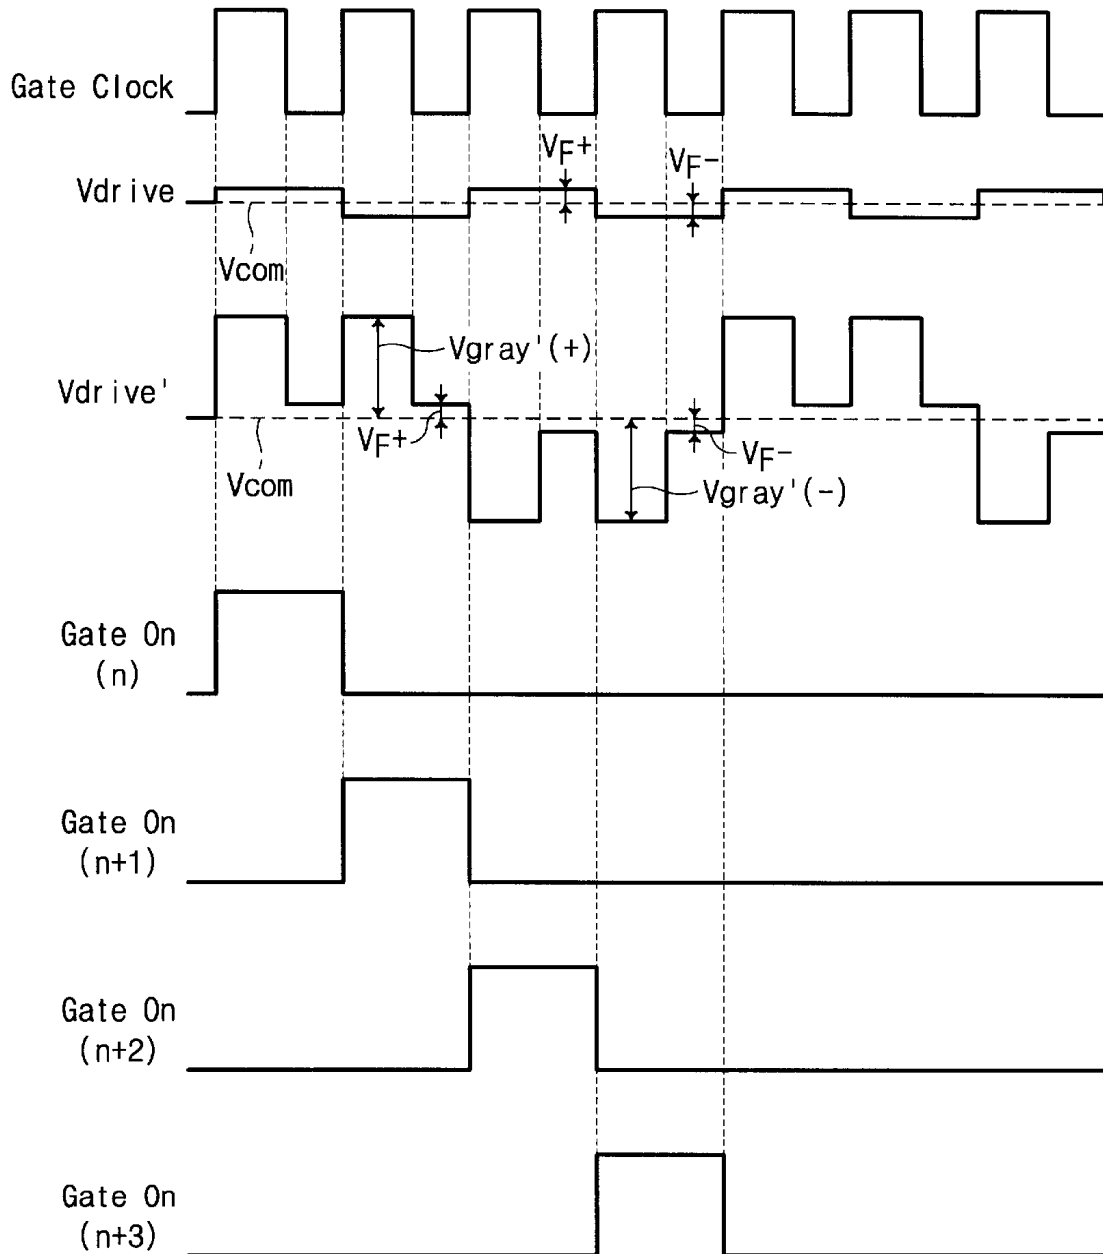 Gate Clock
VF+
VF-
Vdrive
Vcom
Vgray'(+)
Vdrive'
VF+
VF-
Vcom
Vgray'(-)
Gate On
(n)
Gate On
(n+1)
Gate On
(n+2)
Gate On
(n+3)